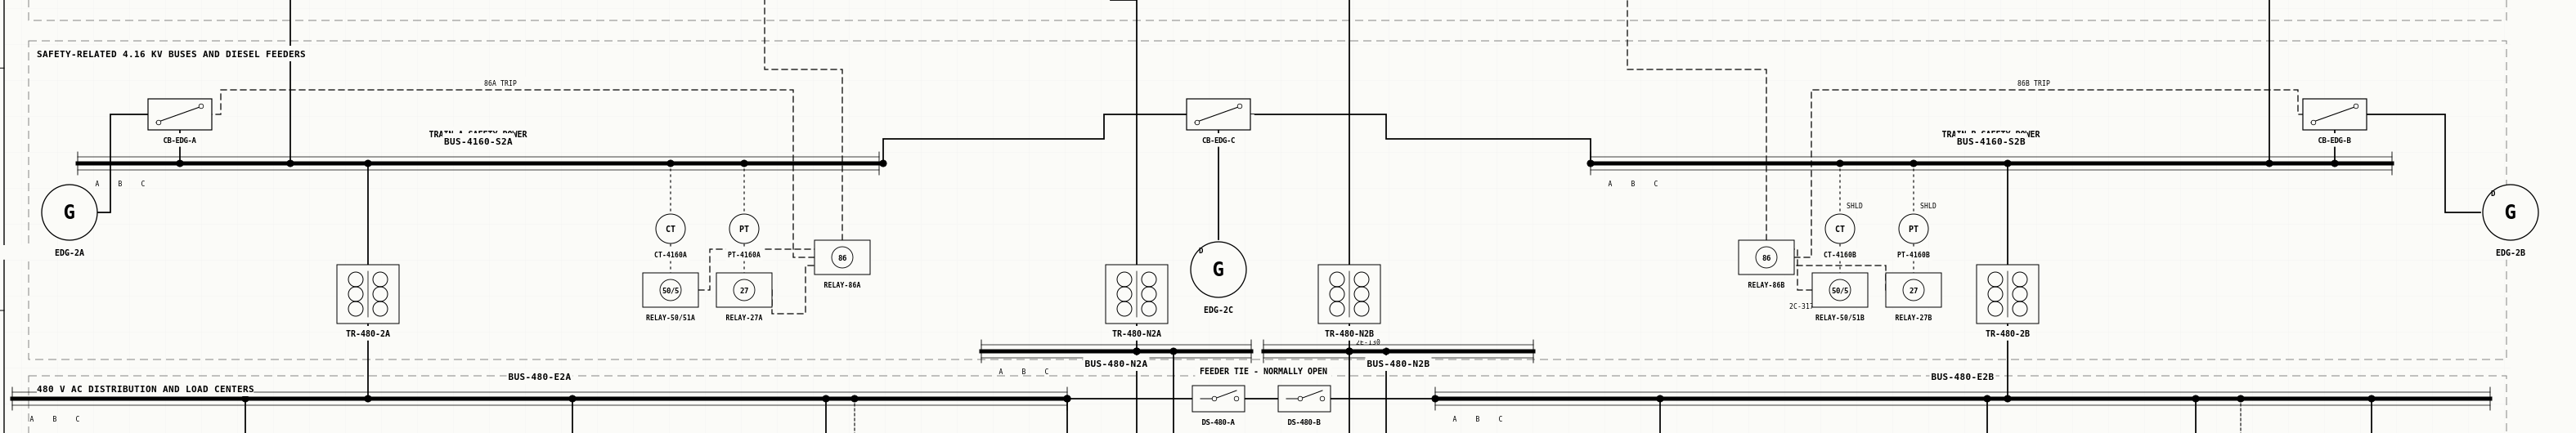 SAFETY-RELATED 4.16 KV BUSES AND DIESEL FEEDERS
86A TRIP
86B TRIP
CB-EDG-A
CB-EDG-C
CB-EDG-B
BUS-4160-S2A
BUS-4160-S2B
A B C
A B C
G
G
D
SHLD
SHLD
CT
PT
CT
PT
EDG-2A
CT-4160A
PT-4160A
86
D
G
86
CT-4160B
PT-4160B
EDG-2B
RELAY-86A
RELAY-86B
50/5
27
50/5
27
EDG-2C
RELAY-50/51A
RELAY-27A
RELAY-50/51B
RELAY-27B
TR-480-2A
TR-480-N2A
TR-480-N2B
TR-480-2B
BUS-480-N2A
BUS-480-N2B
A B C
FEEDER TIE - NORMALLY OPEN
BUS-480-E2A
BUS-480-E2B
480 V AC DISTRIBUTION AND LOAD CENTERS
A B C
A B C
DS-480-A
DS-480-B